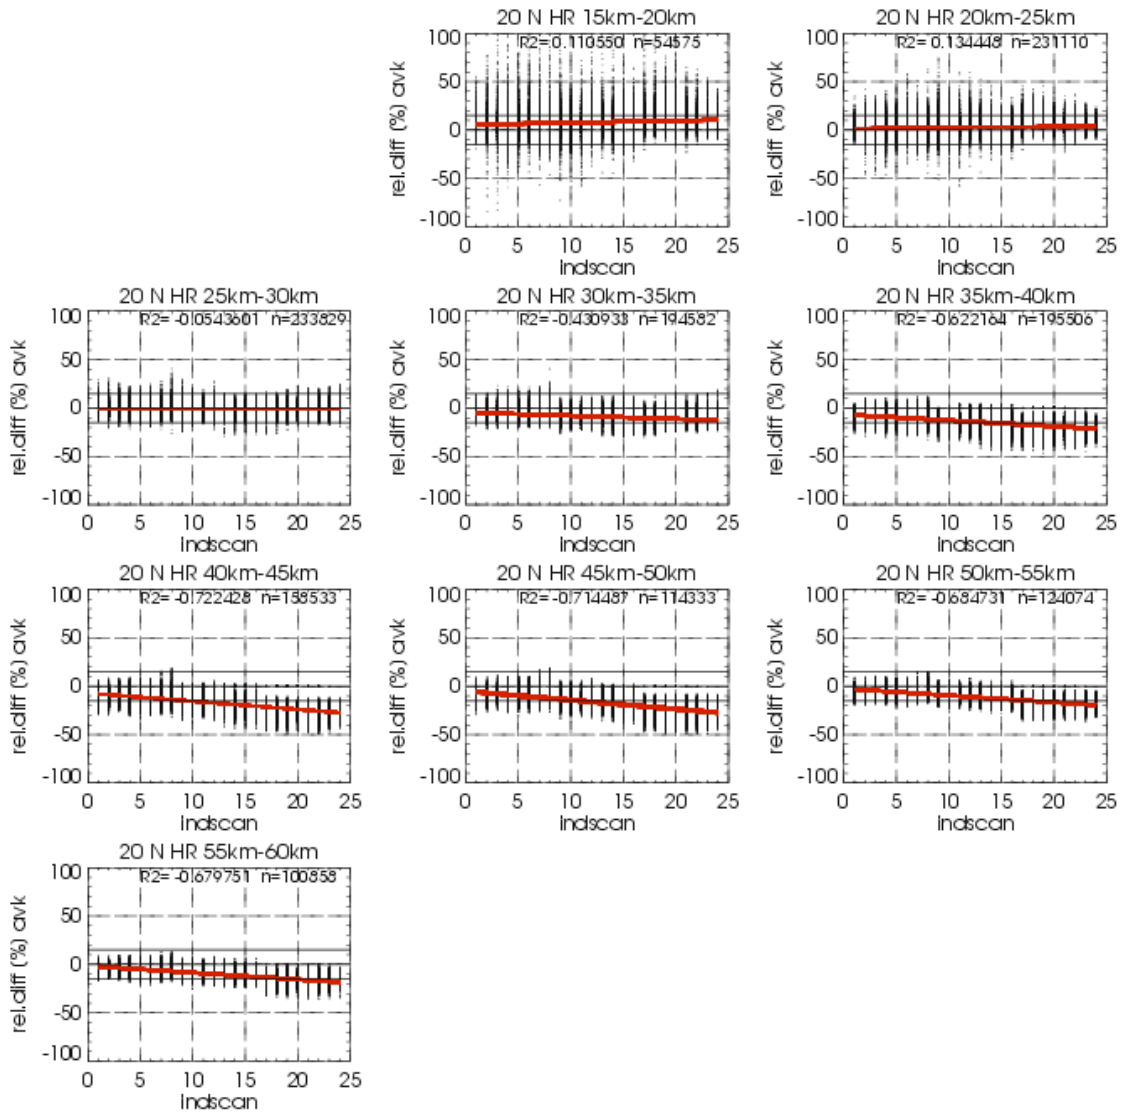 20 N HR 15km-20km
R2= 0.110550 n=54575
rel.diff (%) avk
100
50
0
-50
-100
0 5 10 15 20 25
Indscan
20 N HR 20km-25km
R2= 0.134448 n=231110
rel.diff (%) avk
100
50
0
-50
-100
0 5 10 15 20 25
Indscan
20 N HR 25km-30km
R2= -0.0543601 n=233829
rel.diff (%) avk
100
50
0
-50
-100
0 5 10 15 20 25
Indscan
20 N HR 30km-35km
R2= -0.430933 n=194582
rel.diff (%) avk
100
50
0
-50
-100
0 5 10 15 20 25
Indscan
20 N HR 35km-40km
R2= -0.622164 n=195506
rel.diff (%) avk
100
50
0
-50
-100
0 5 10 15 20 25
Indscan
20 N HR 40km-45km
R2= -0.722428 n=158533
rel.diff (%) avk
100
50
0
-50
-100
0 5 10 15 20 25
Indscan
20 N HR 45km-50km
R2= -0.714487 n=114333
rel.diff (%) avk
100
50
0
-50
-100
0 5 10 15 20 25
Indscan
20 N HR 50km-55km
R2= -0.684731 n=124074
rel.diff (%) avk
100
50
0
-50
-100
0 5 10 15 20 25
Indscan
20 N HR 55km-60km
R2= -0.679751 n=100858
rel.diff (%) avk
100
50
0
-50
-100
0 5 10 15 20 25
Indscan